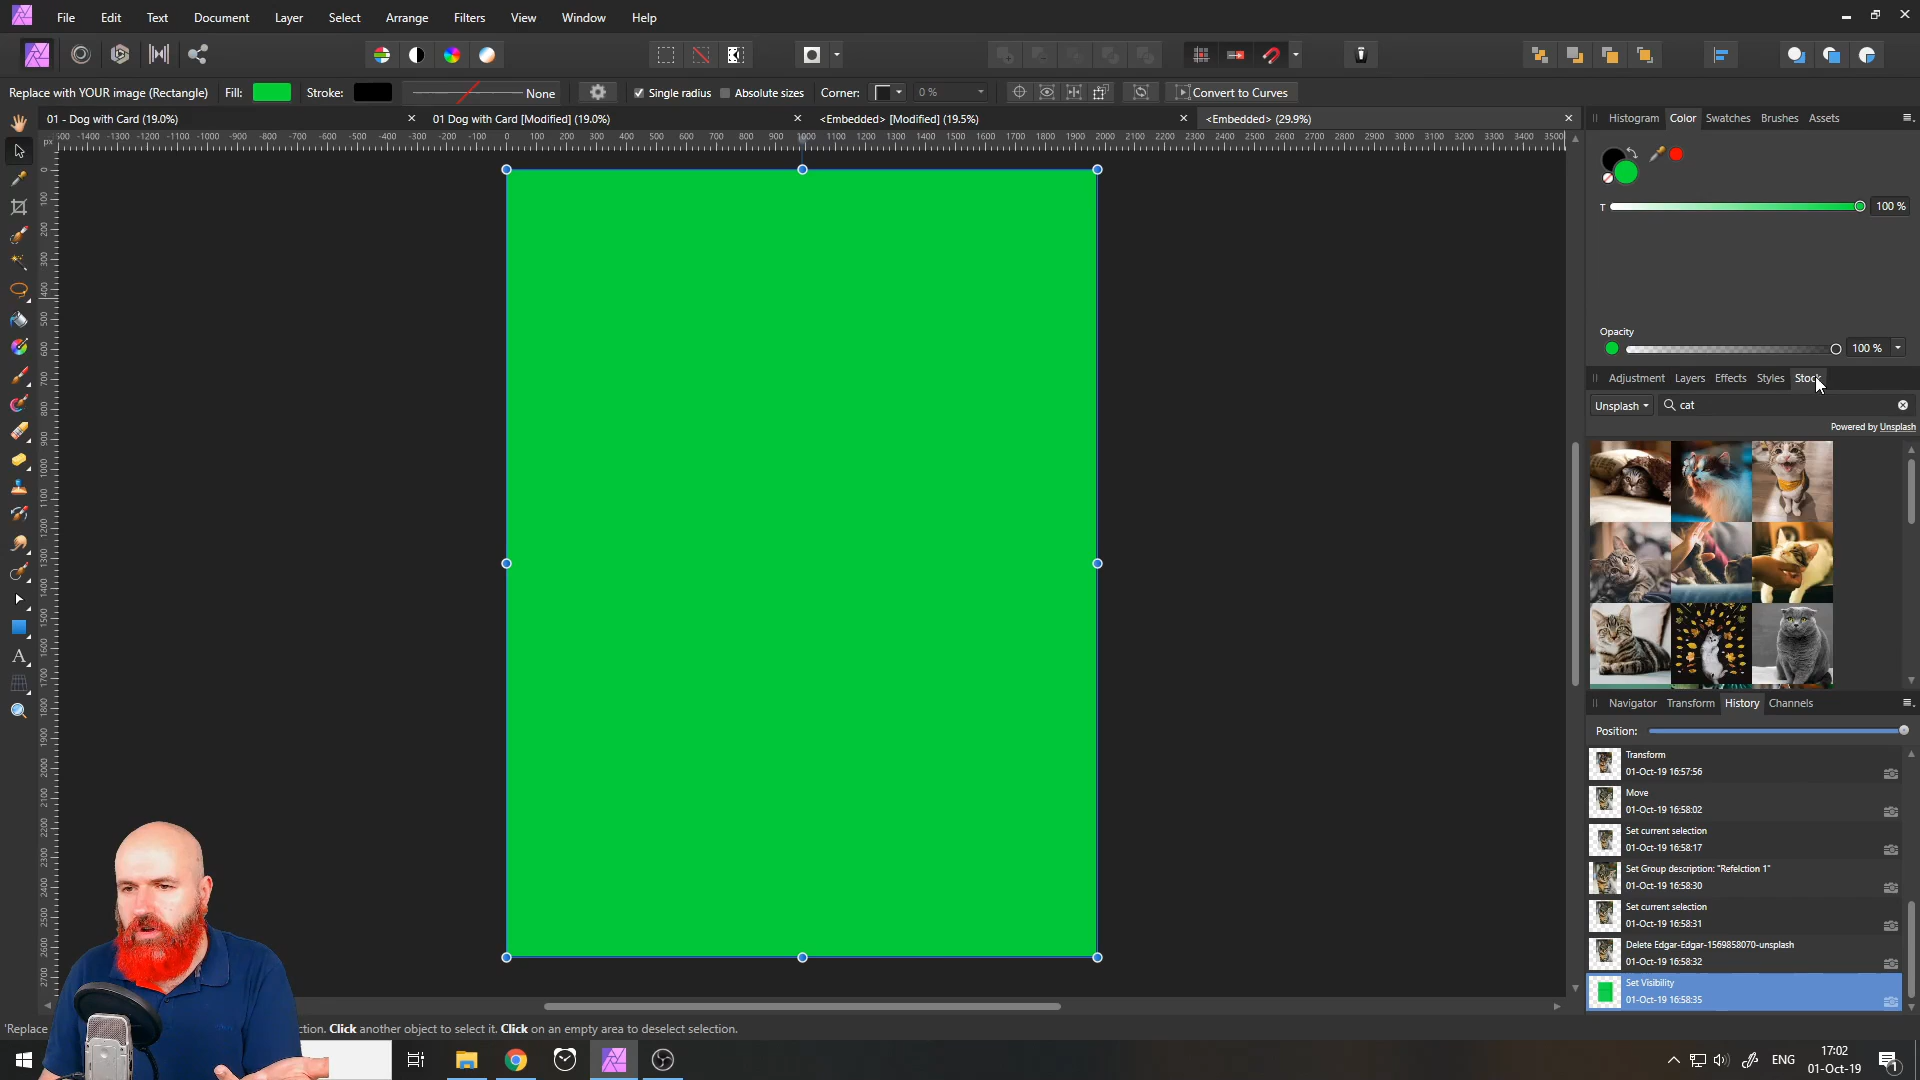 File Edit Text Document Layer Select Arrange Filters View Window Help
Replace with YOUR image (Rectangle) Fill: Stroke: None Single radius Absolute sizes Corner: 0 % Convert to Curves
01 - Dog with Card (19.0%) 01 Dog with Card [Modified] (19.0%) <Embedded> [Modified] (19.5%) <Embedded> (29.9%)
Histogram Color Swatches Brushes Assets
T 100 %
Opacity
100 %
Adjustment Layers Effects Styles Stock
Unsplash cat
Powered by Unsplash
Navigator Transform History Channels
Position:
Transform
01-Oct-19 16:57:56
Move
01-Oct-19 16:58:02
Set current selection
01-Oct-19 16:58:17
Set Group description: "Refelction 1"
01-Oct-19 16:58:30
Set current selection
01-Oct-19 16:58:31
Delete Edgar-Edgar-1569858070-unsplash
01-Oct-19 16:58:32
Set Visibility
01-Oct-19 16:58:35
'Replace ction. Click another object to select it. Click on an empty area to deselect selection.
ENG 17:02
01-Oct-19
1